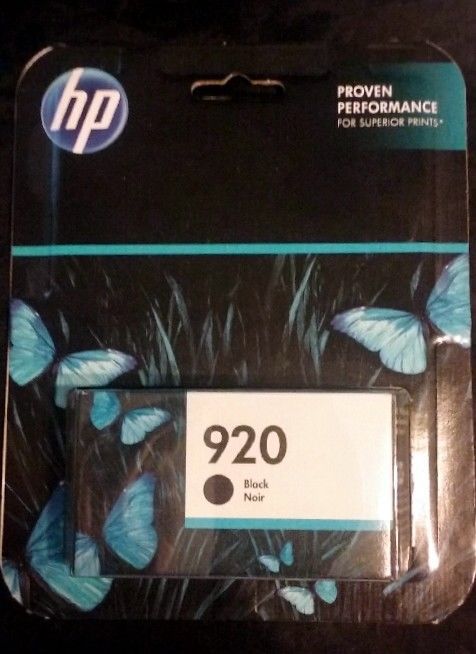 hp
PROVEN
PERFORMANCE
FOR SUPERIOR PRINTS*
920
Black
Noir